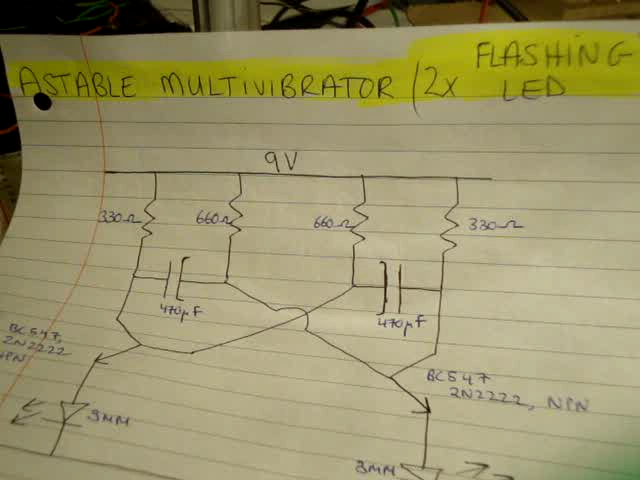 FLASHING
ASTABLE MULTIVIBRATOR / 2x LED
9V
330Ω 660Ω 660Ω 330Ω
470µF 470µF
BC547,
2N2222
NPN
BC547
2N2222, NPN
3MM
3MM